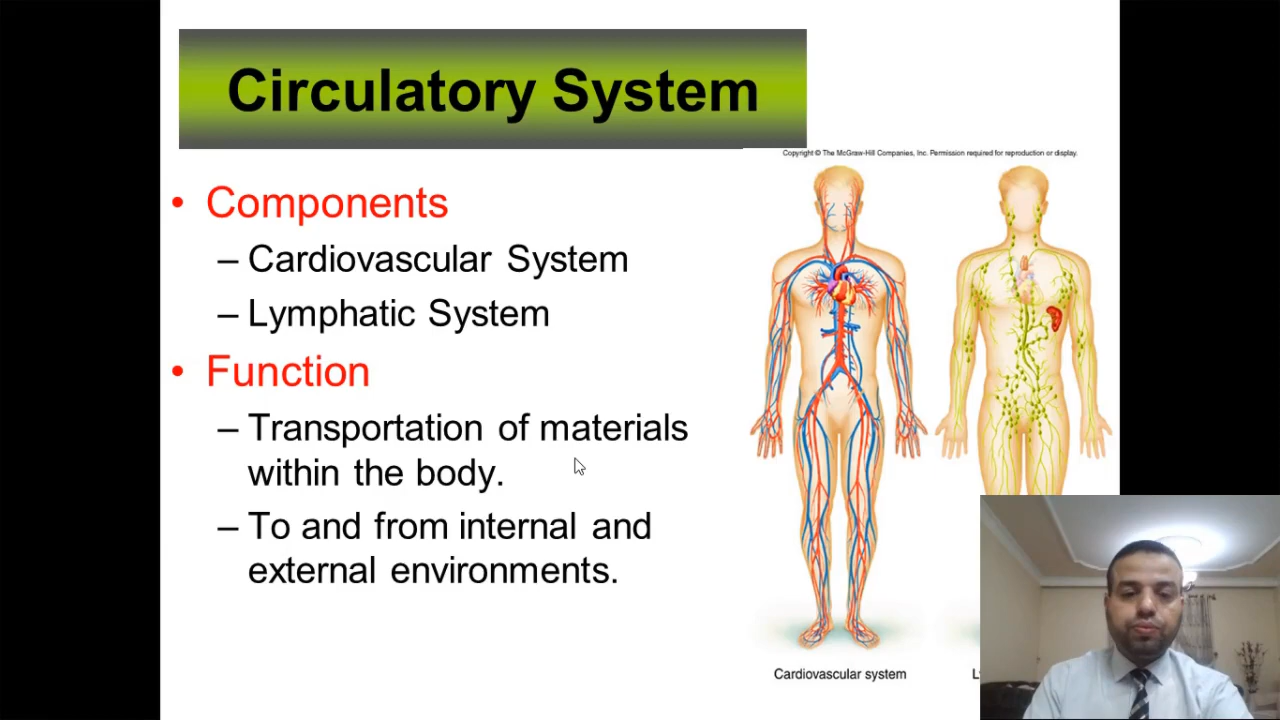 Circulatory System
Copyright © The McGraw-Hill Companies, Inc. Permission required for reproduction or display.
• Components
– Cardiovascular System
– Lymphatic System
• Function
– Transportation of materials
within the body.
– To and from internal and
external environments.
Cardiovascular system